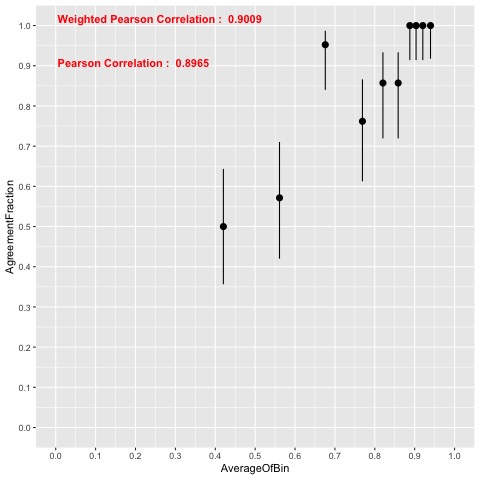 Weighted Pearson Correlation : 0.9009
Pearson Correlation : 0.8965
AgreementFraction
1.0
0.9
0.8
0.7
0.6
0.5
0.4
0.3
0.2
0.1
0.0
0.0 0.1 0.2 0.3 0.4 0.5 0.6 0.7 0.8 0.9 1.0
AverageOfBin